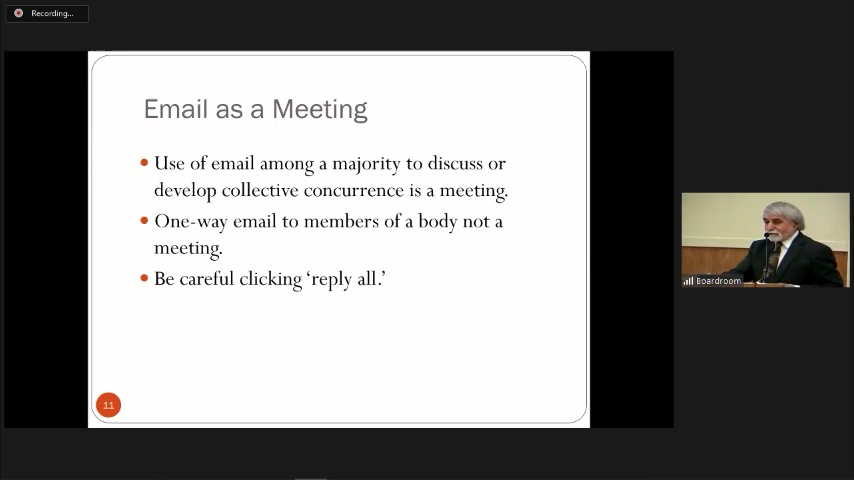 Recording...
Email as a Meeting
• Use of email among a majority to discuss or
develop collective concurrence is a meeting.
• One-way email to members of a body not a
meeting.
• Be careful clicking ‘reply all.’
Boardroom
11